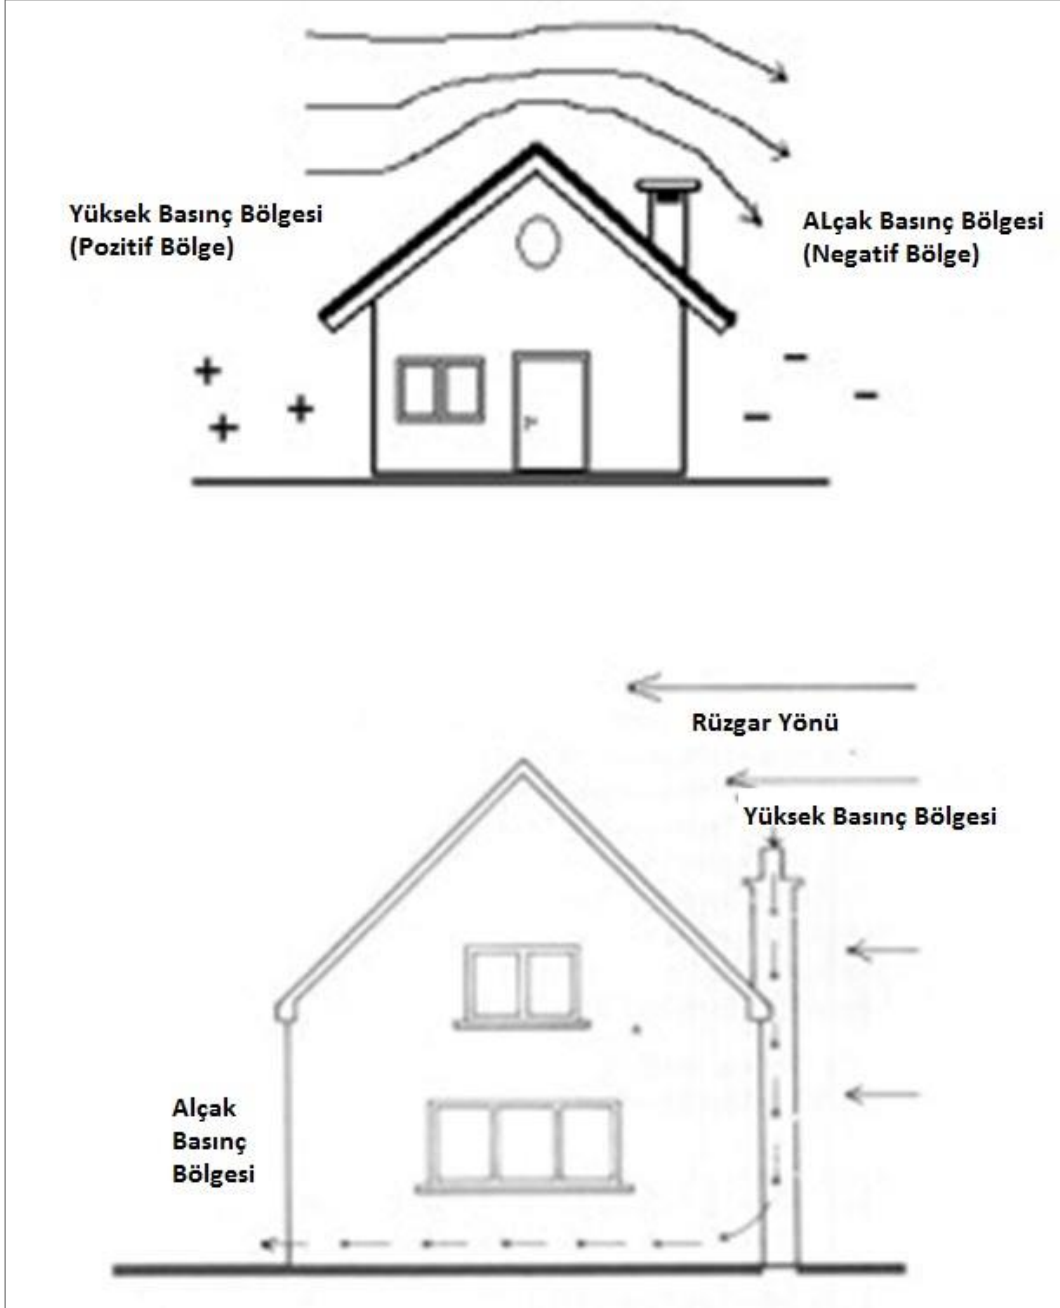 Yüksek Basınç Bölgesi
(Pozitif Bölge)
ALçak Basınç Bölgesi
(Negatif Bölge)
Rüzgar Yönü
Yüksek Basınç Bölgesi
Alçak
Basınç
Bölgesi